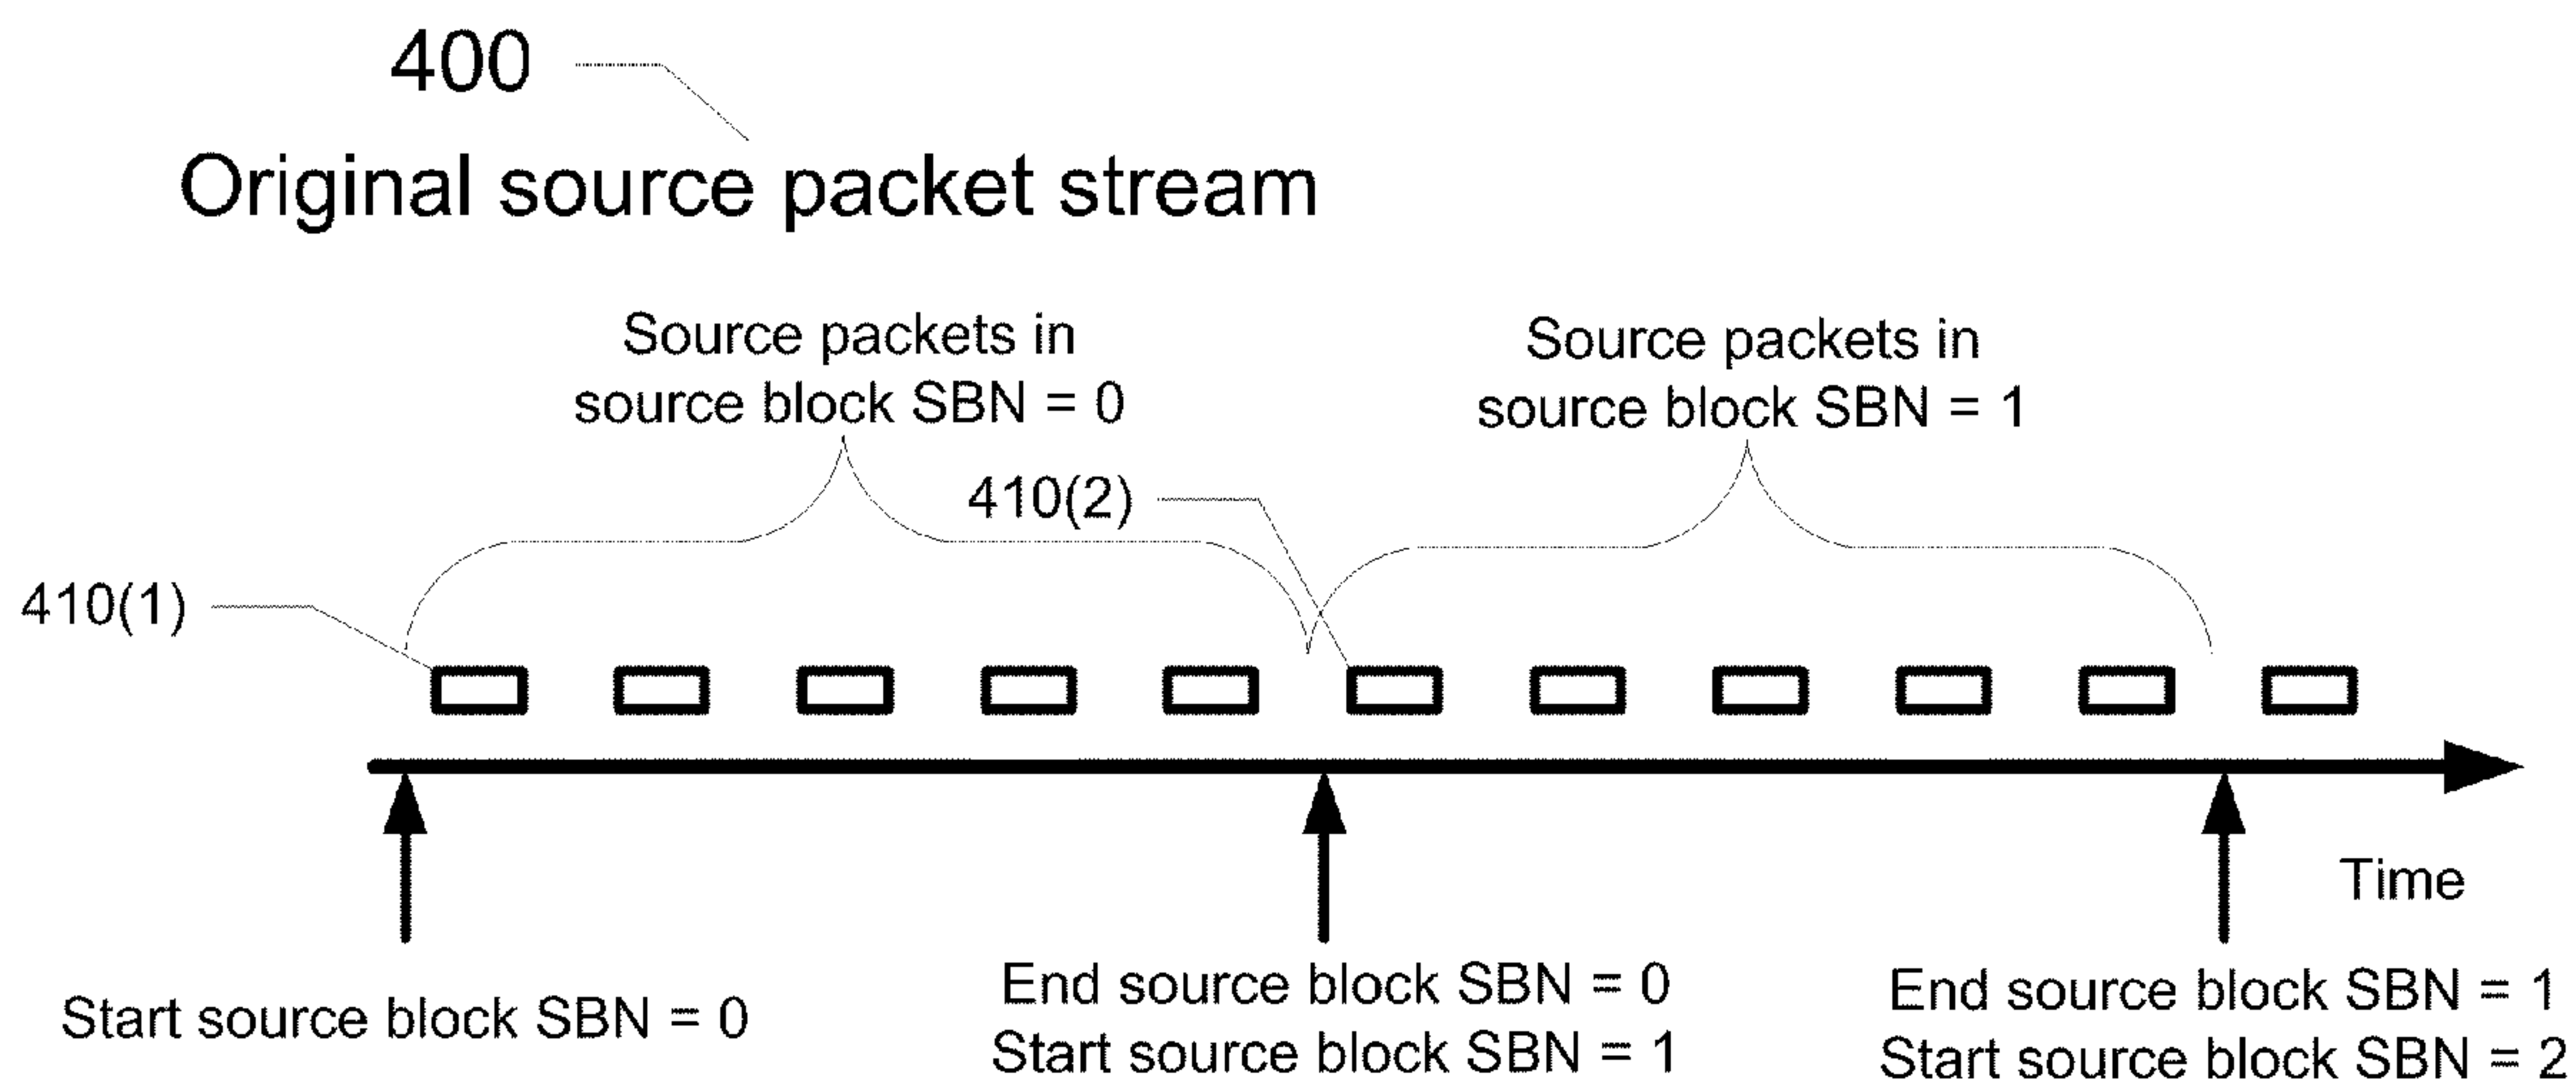 400
Original source packet stream
Source packets in
source block SBN = 0
Source packets in
source block SBN = 1
410(2)
410(1)
Time
Start source block SBN = 0
End source block SBN = 0
Start source block SBN = 1
End source block SBN = 1
Start source block SBN = 2